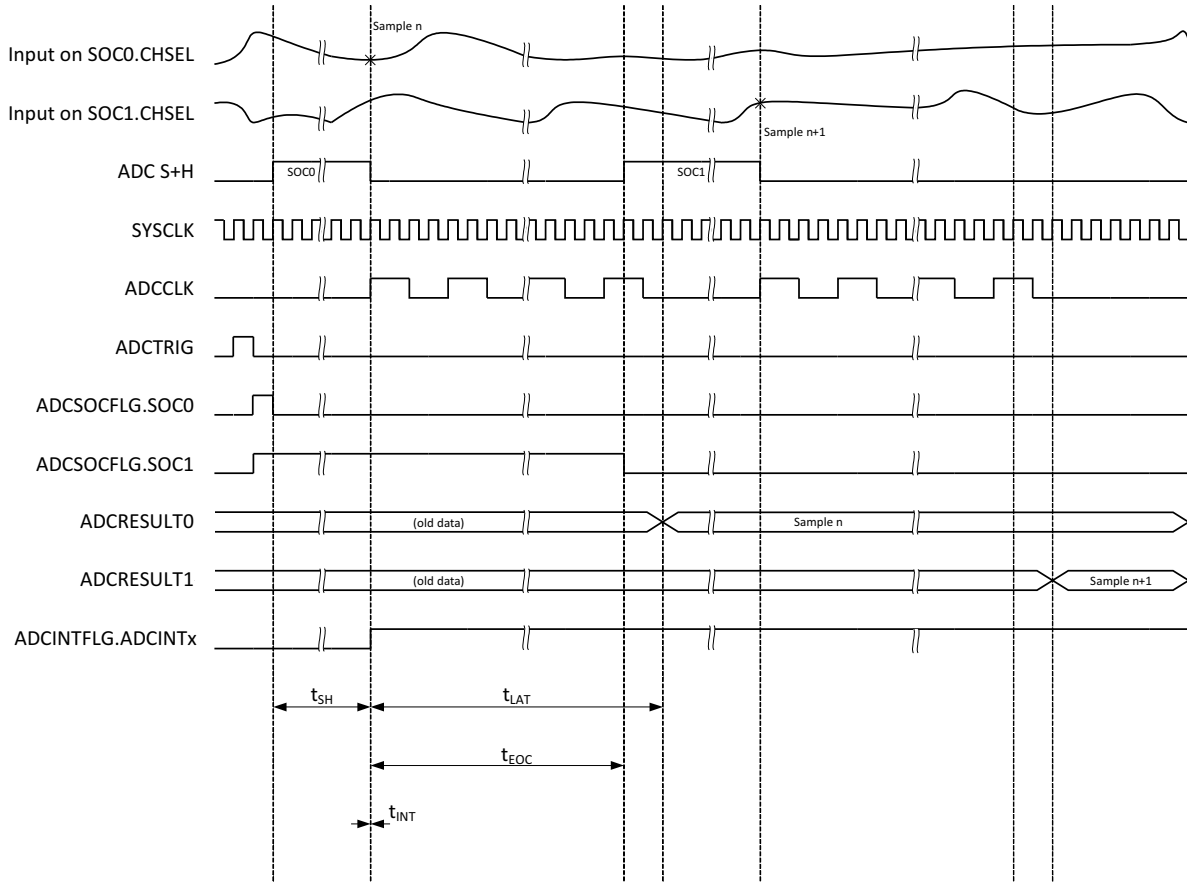 Sample n
Input on SOC0.CHSEL
Input on SOC1.CHSEL
Sample n+1
ADC S+H
SOC0
SOC1
SYSCLK
ADCCLK
ADCTRIG
ADCSOCFLG.SOC0
ADCSOCFLG.SOC1
ADCRESULT0
(old data)
Sample n
ADCRESULT1
(old data)
Sample n+1
ADCINTFLG.ADCINTx
tSH
tLAT
tEOC
tINT